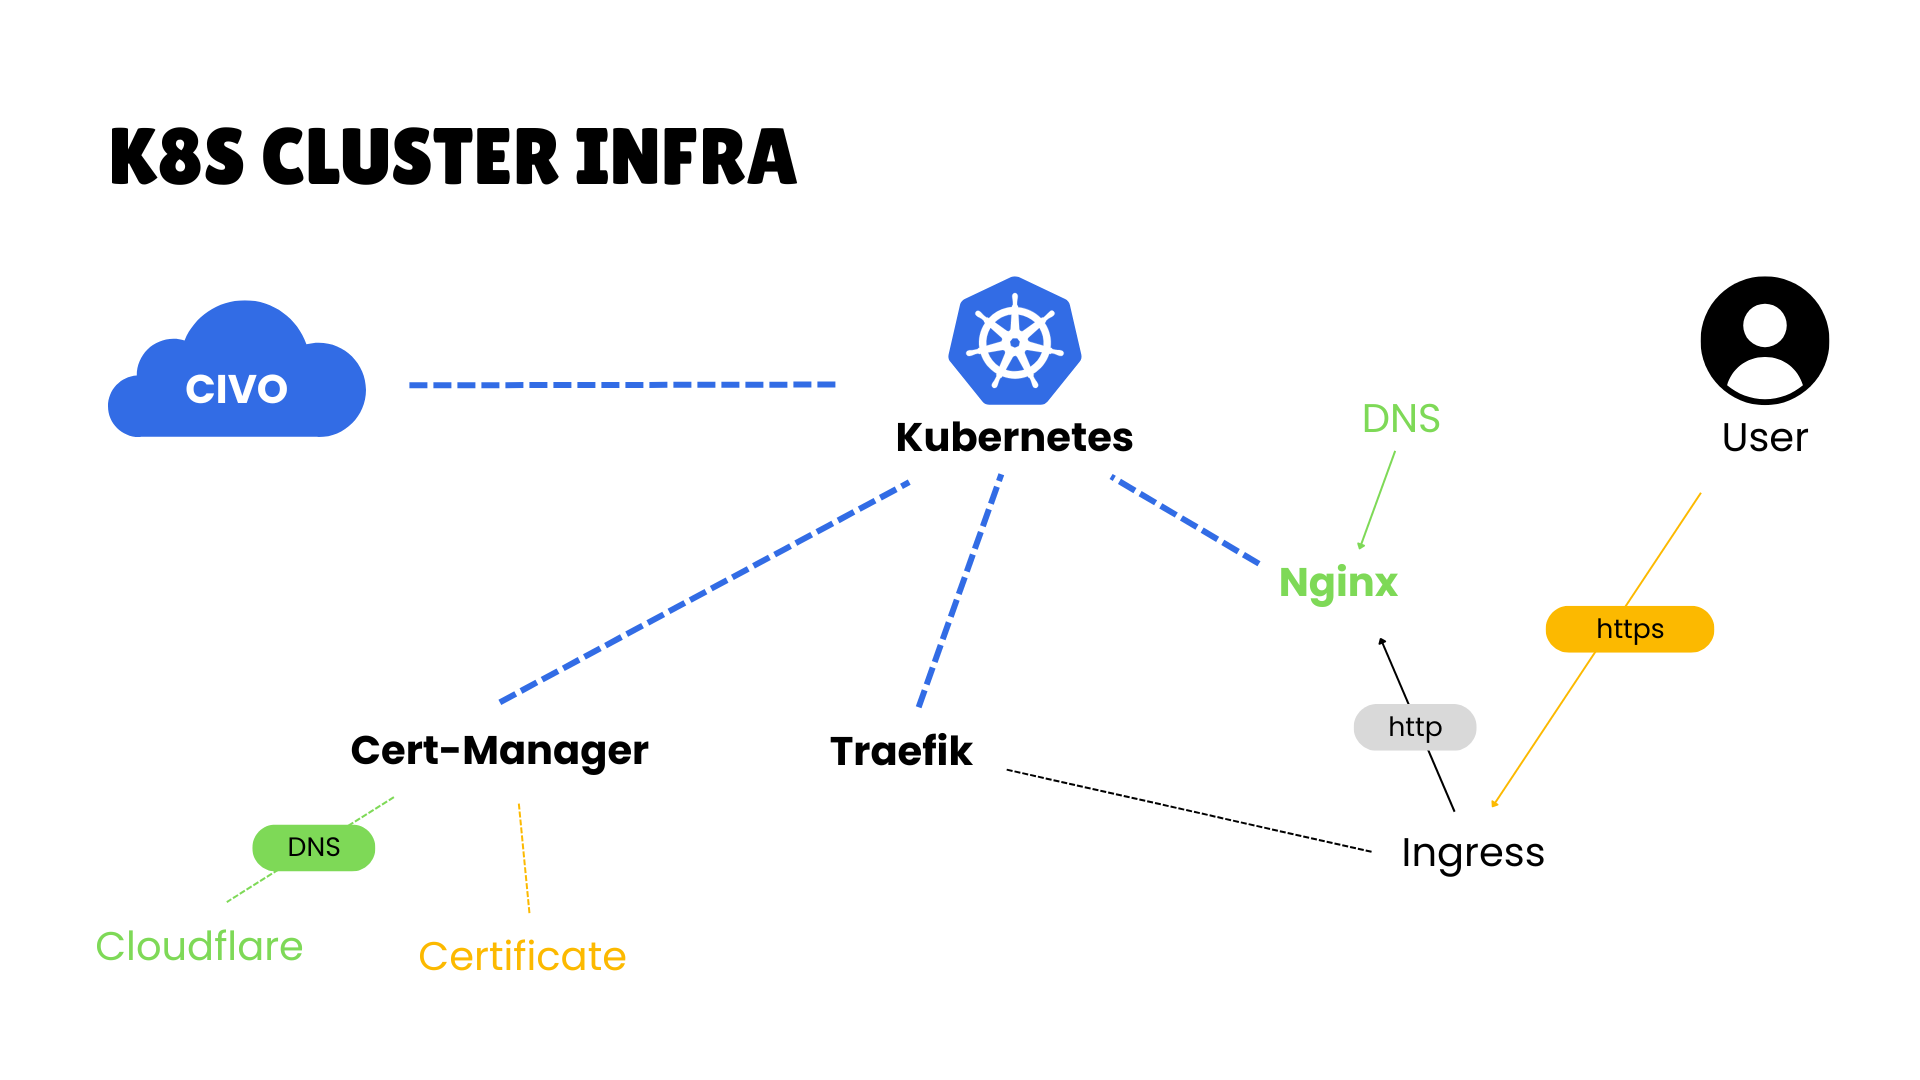 K8S CLUSTER INFRA
CIVO
Kubernetes
DNS
User
Nginx
https
http
Cert-Manager
Traefik
DNS
Ingress
Cloudflare
Certificate